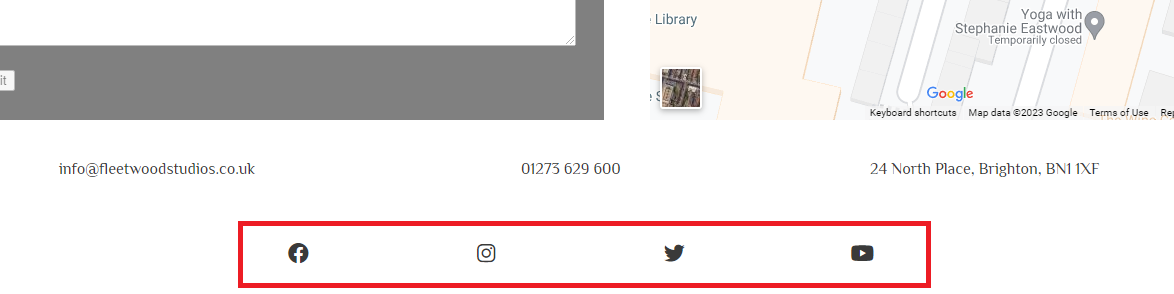 Library
Yoga with
Stephanie Eastwood
Temporarily closed
it
e S
Google
Keyboard shortcuts Map data ©2023 Google Terms of Use Rep
info@fleetwoodstudios.co.uk 01273 629 600 24 North Place, Brighton, BN1 1XF